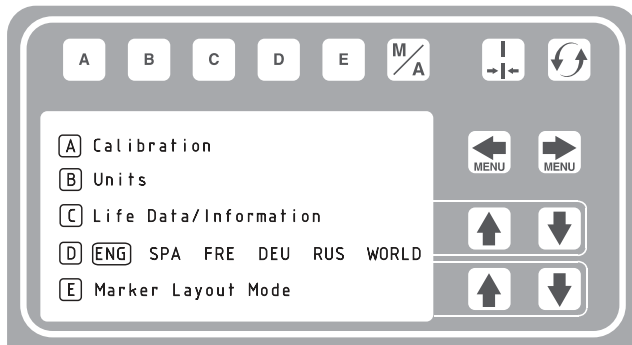 A B C D E M/A
MENU MENU
A Calibration
B Units
C Life Data/Information
D ENG SPA FRE DEU RUS WORLD
E Marker Layout Mode